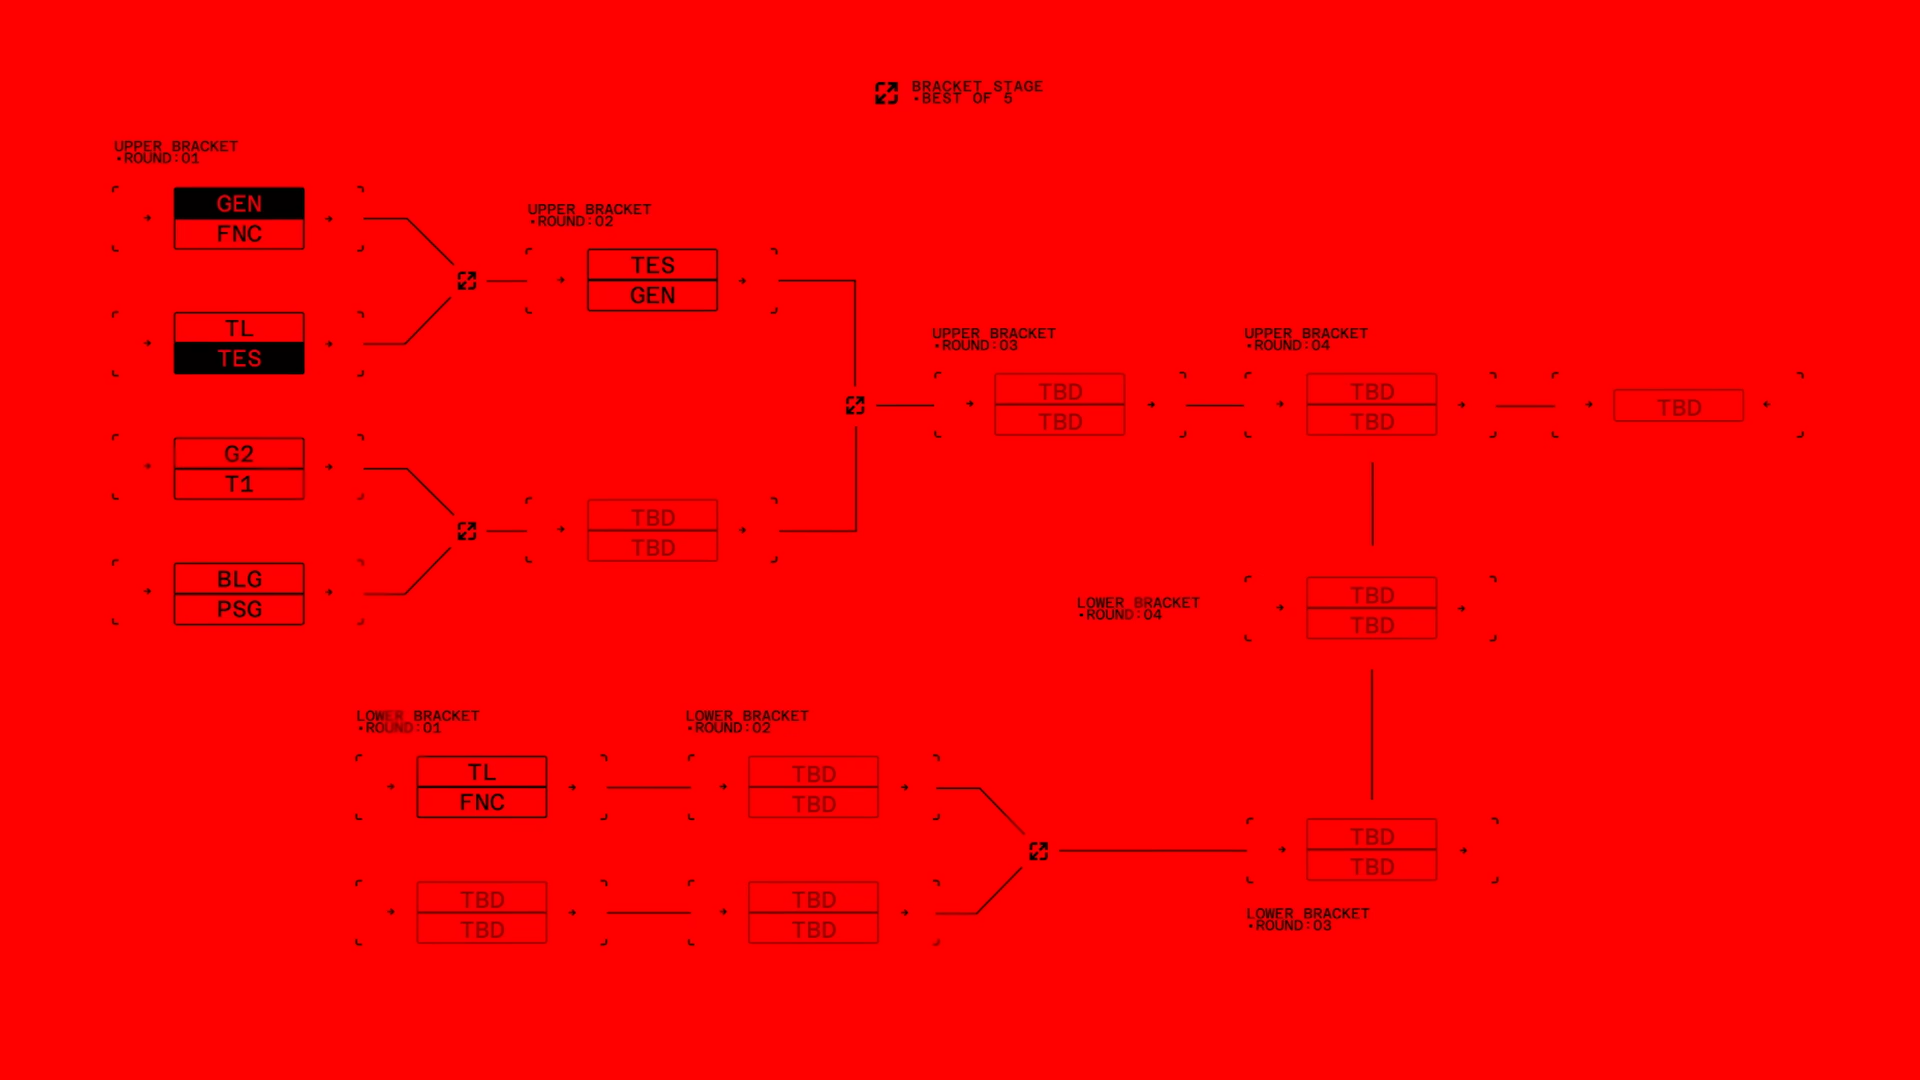 BRACKET STAGE
•BEST OF 5
UPPER BRACKET
•ROUND:01
GEN
FNC
TL
TES
G2
T1
BLG
PSG
UPPER BRACKET
•ROUND:02
TES
GEN
TBD
TBD
UPPER BRACKET
•ROUND:03
TBD
TBD
UPPER BRACKET
•ROUND:04
TBD
TBD
TBD
LOWER BRACKET
•ROUND:04
TBD
TBD
LOWER BRACKET
•ROUND:01
TL
FNC
TBD
TBD
LOWER BRACKET
•ROUND:02
TBD
TBD
TBD
TBD
TBD
TBD
LOWER BRACKET
•ROUND:03